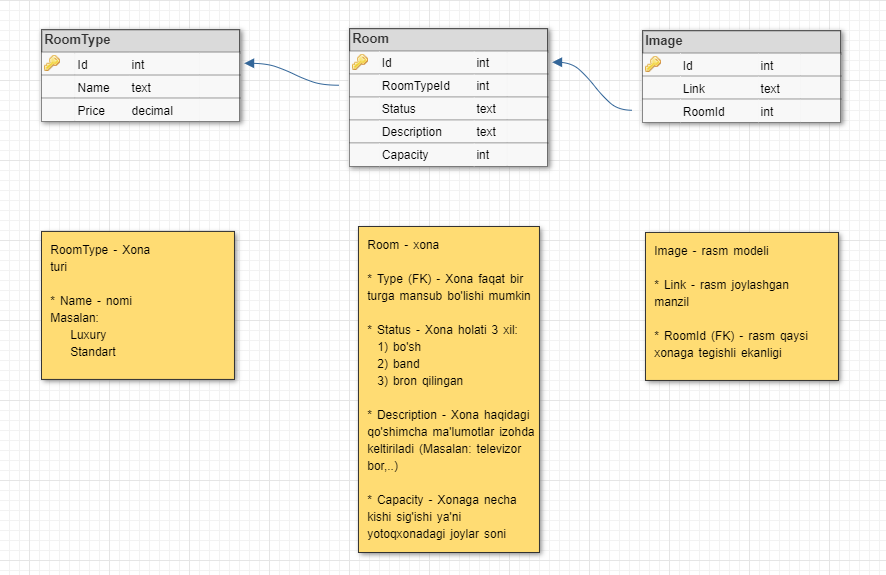 RoomType
Id int
Name text
Price decimal
Room
Id int
RoomTypeId int
Status text
Description text
Capacity int
Image
Id int
Link text
RoomId int
RoomType - Xona
turi
* Name - nomi
Masalan:
Luxury
Standart
Room - xona
* Type (FK) - Xona faqat bir
turga mansub bo'lishi mumkin
* Status - Xona holati 3 xil:
1) bo'sh
2) band
3) bron qilingan
* Description - Xona haqidagi
qo'shimcha ma'lumotlar izohda
keltiriladi (Masalan: televizor
bor,..)
* Capacity - Xonaga necha
kishi sig'ishi ya'ni
yotoqxonadagi joylar soni
Image - rasm modeli
* Link - rasm joylashgan
manzil
* RoomId (FK) - rasm qaysi
xonaga tegishli ekanligi